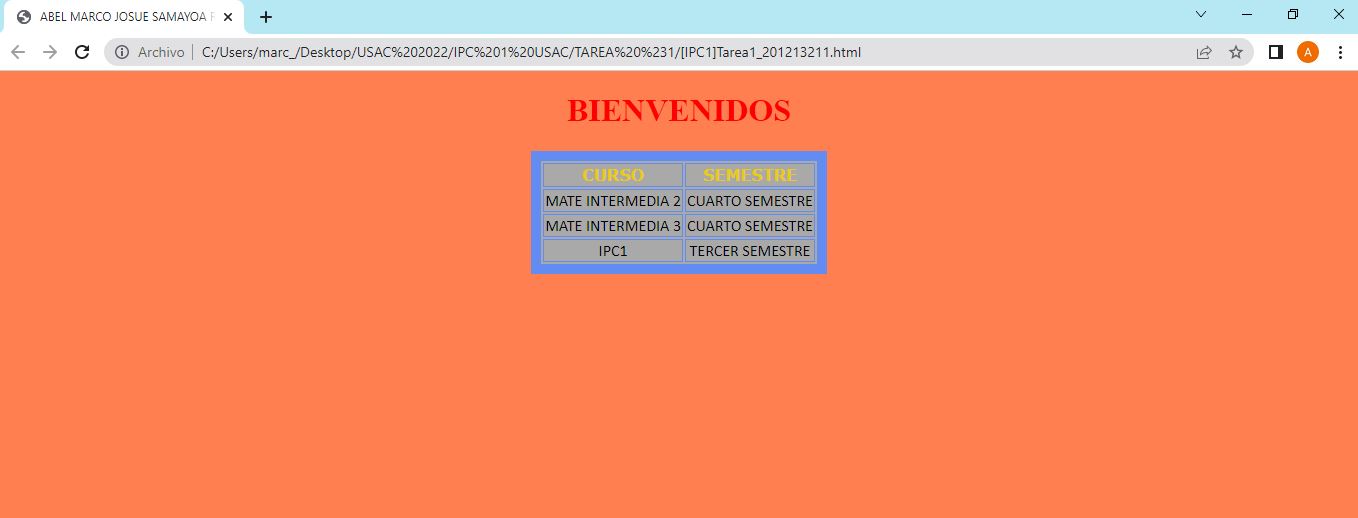 ABEL MARCO JOSUE SAMAYOA
Archivo C:/Users/marc_/Desktop/USAC%202022/IPC%201%20USAC/TAREA%20%231/[IPC1]Tarea1_201213211.html A
BIENVENIDOS
CURSO SEMESTRE
MATE INTERMEDIA 2 CUARTO SEMESTRE
MATE INTERMEDIA 3 CUARTO SEMESTRE
IPC1 TERCER SEMESTRE